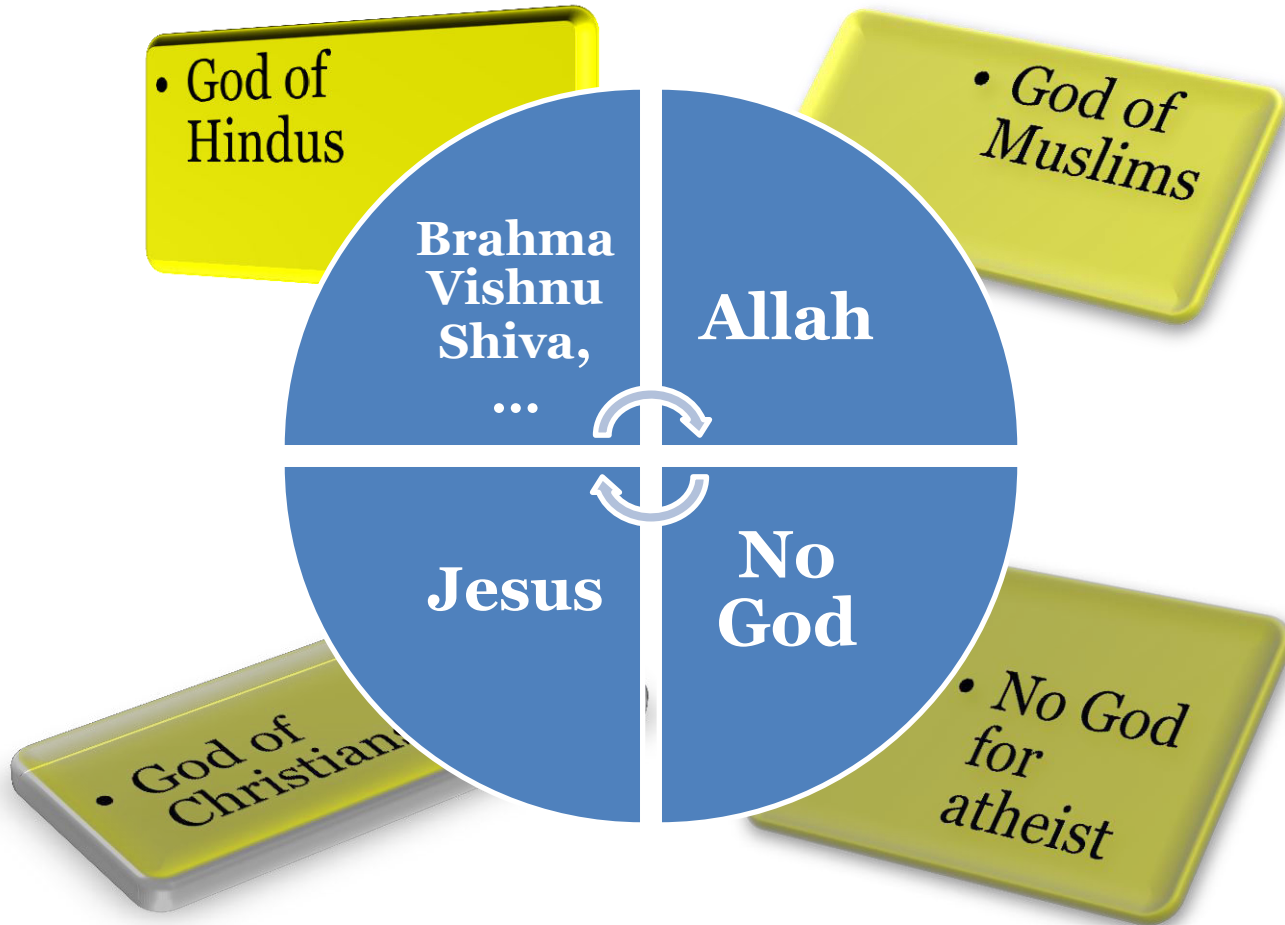 • God of
Hindus
• God of
Muslims
Brahma
Vishnu
Shiva,
...
Allah
Jesus
No
God
• God of
Christians
• No God
for
atheist